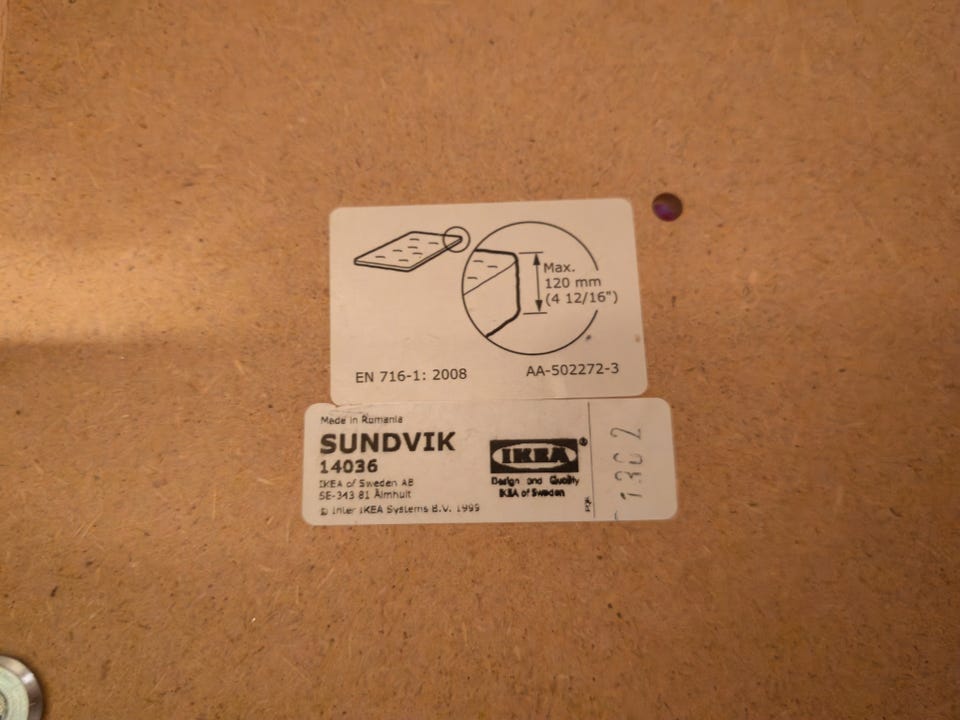 Max.
120 mm
(4 12/16")
EN 716-1: 2008
AA-502272-3
Made in Romania
SUNDVIK
14036
IKEA of Sweden AB
SE-343 81 Älmhult
© Inter IKEA Systems B.V. 1999
IKEA®
Design and Quality
IKEA of Sweden
1302